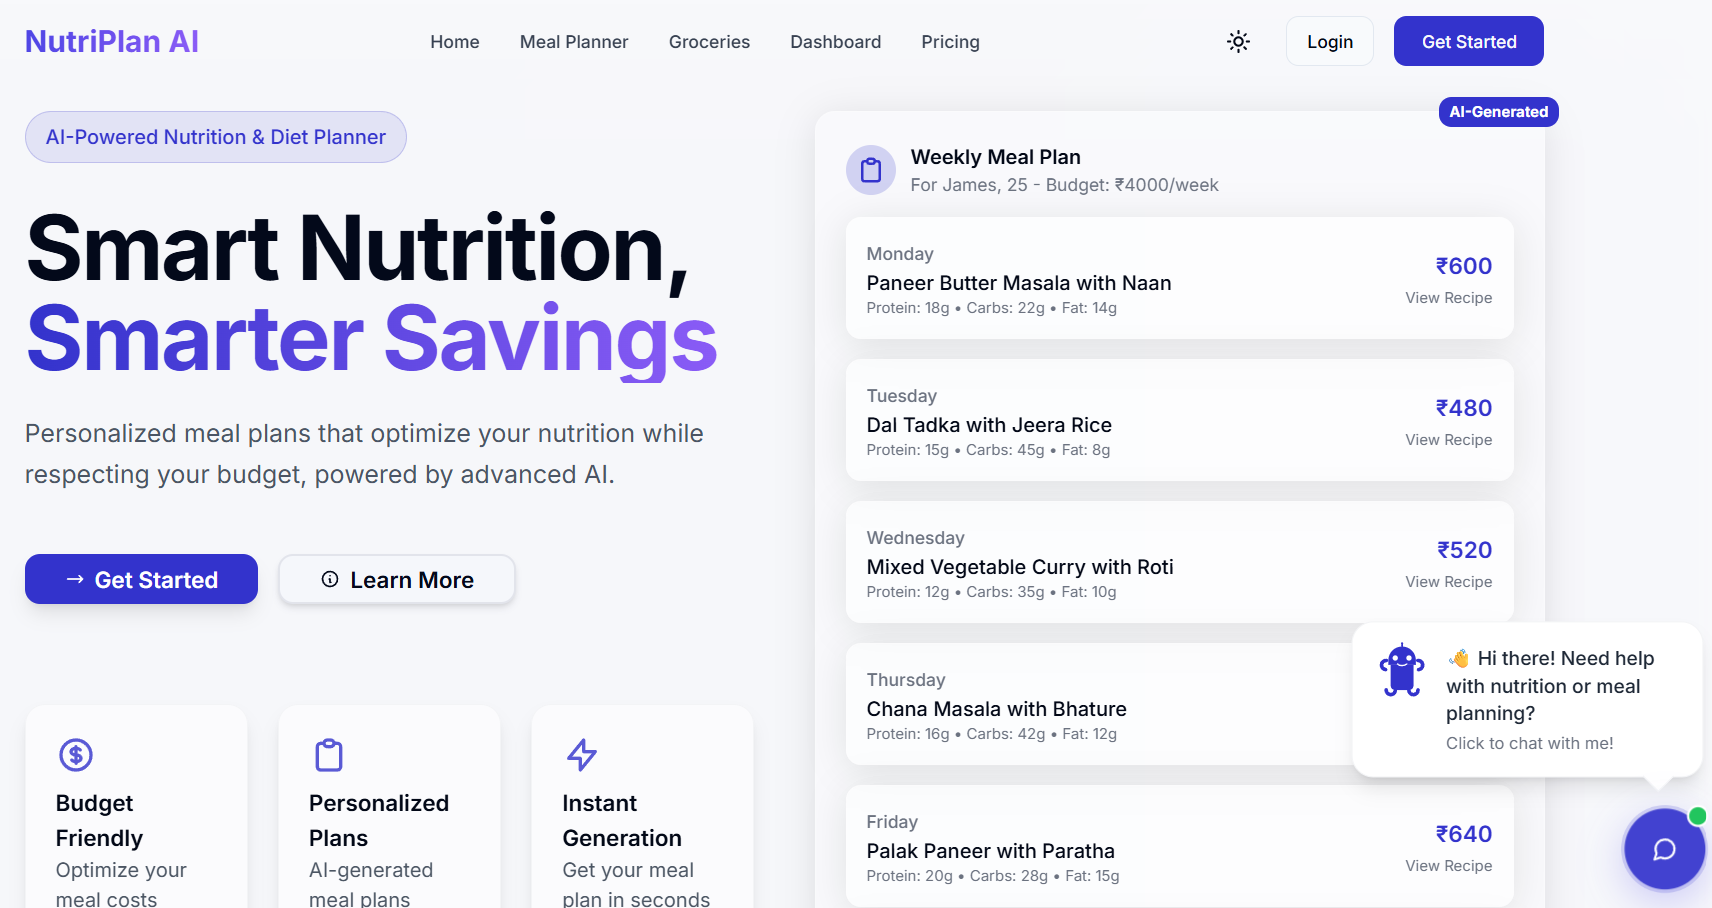 NutriPlan AI
Home
Meal Planner
Groceries
Dashboard
Pricing
Login
Get Started
AI-Powered Nutrition & Diet Planner
Smart Nutrition,
Smarter Savings
Personalized meal plans that optimize your nutrition while
respecting your budget, powered by advanced AI.
→ Get Started
Learn More
Budget
Friendly
Optimize your
meal costs
Personalized
Plans
AI-generated
meal plans
Instant
Generation
Get your meal
plan in seconds
AI-Generated
Weekly Meal Plan
For James, 25 - Budget: ₹4000/week
Monday
Paneer Butter Masala with Naan
Protein: 18g • Carbs: 22g • Fat: 14g
₹600
View Recipe
Tuesday
Dal Tadka with Jeera Rice
Protein: 15g • Carbs: 45g • Fat: 8g
₹480
View Recipe
Wednesday
Mixed Vegetable Curry with Roti
Protein: 12g • Carbs: 35g • Fat: 10g
₹520
View Recipe
Thursday
Chana Masala with Bhature
Protein: 16g • Carbs: 42g • Fat: 12g
Friday
Palak Paneer with Paratha
Protein: 20g • Carbs: 28g • Fat: 15g
₹640
View Recipe
👋 Hi there! Need help
with nutrition or meal
planning?
Click to chat with me!